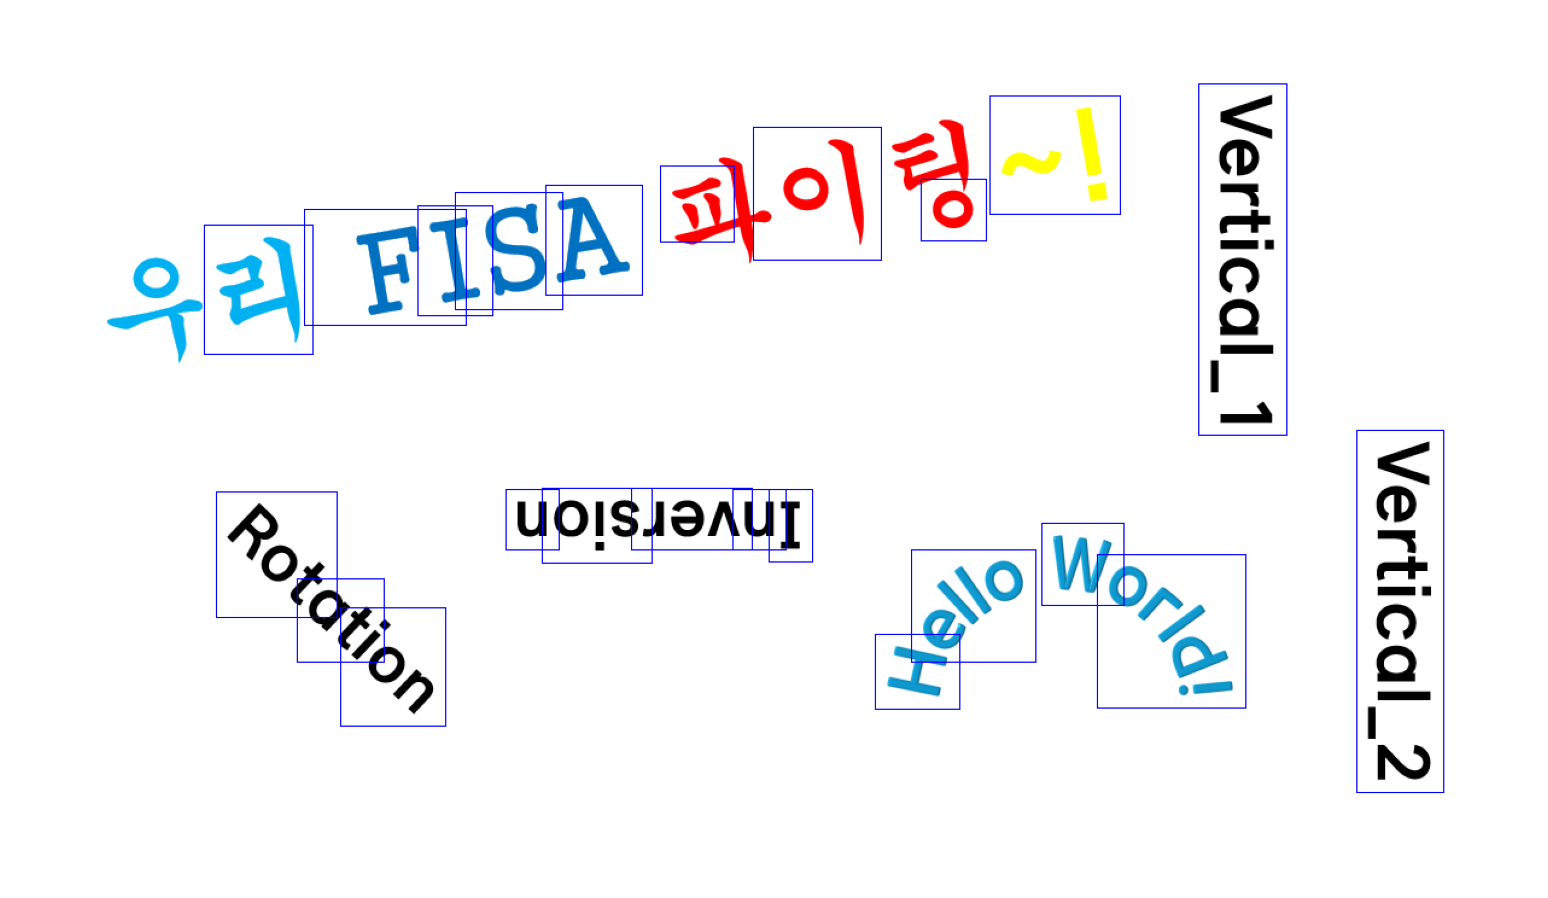 우리 FISA 파이팅~!
Vertical_1
Rotation
Inversion
Hello World!
Vertical_2